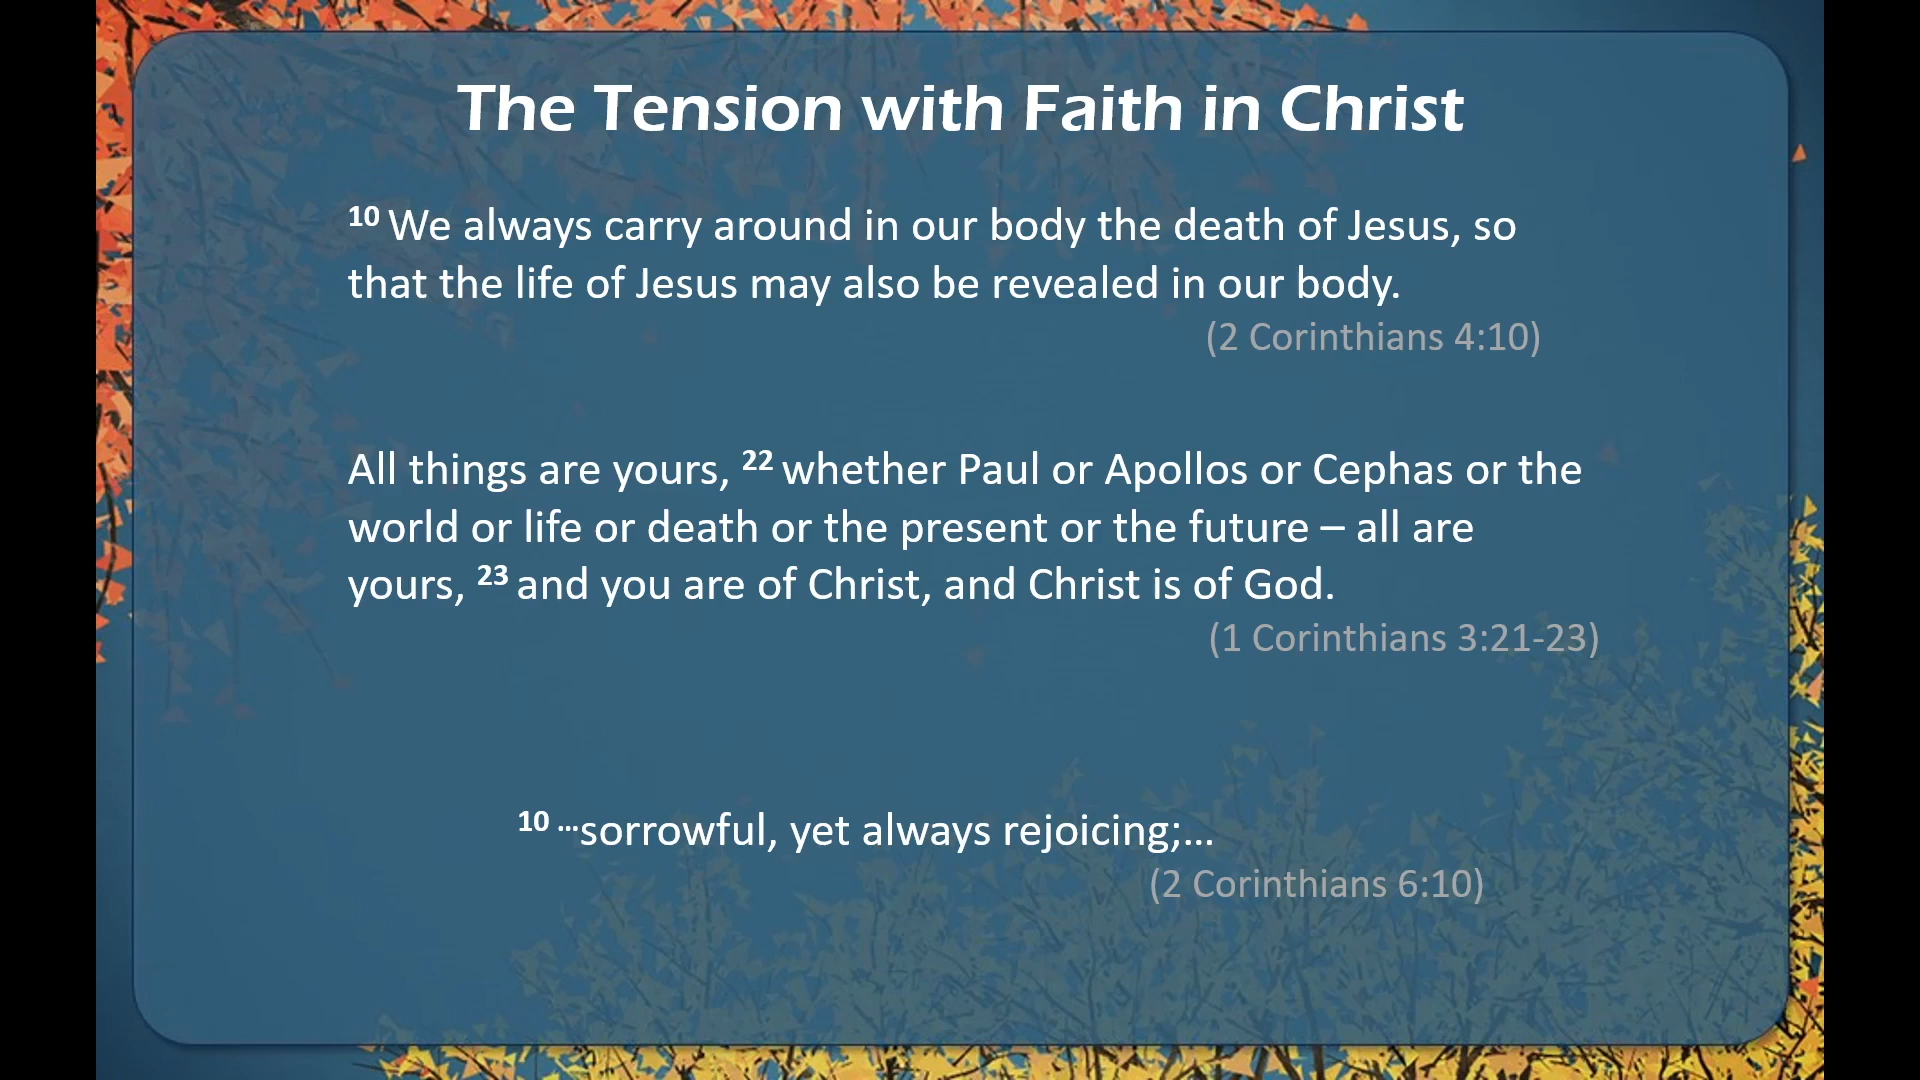 The Tension with Faith in Christ
10 We always carry around in our body the death of Jesus, so
that the life of Jesus may also be revealed in our body.
(2 Corinthians 4:10)
All things are yours, 22 whether Paul or Apollos or Cephas or the
world or life or death or the present or the future – all are
yours, 23 and you are of Christ, and Christ is of God.
(1 Corinthians 3:21-23)
10 …sorrowful, yet always rejoicing;…
(2 Corinthians 6:10)